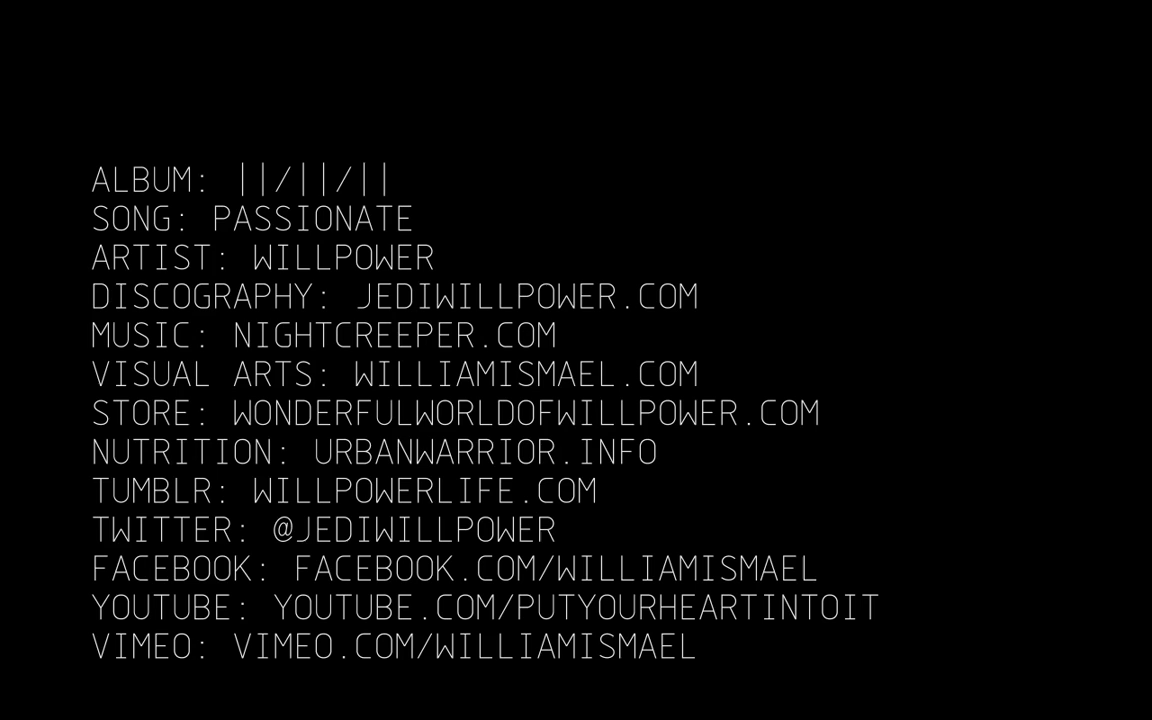 ALBUM: ||/||/||
SONG: PASSIONATE
ARTIST: WILLPOWER
DISCOGRAPHY: JEDIWILLPOWER.COM
MUSIC: NIGHTCREEPER.COM
VISUAL ARTS: WILLIAMISMAEL.COM
STORE: WONDERFULWORLDOFWILLPOWER.COM
NUTRITION: URBANWARRIOR.INFO
TUMBLR: WILLPOWERLIFE.COM
TWITTER: @JEDIWILLPOWER
FACEBOOK: FACEBOOK.COM/WILLIAMISMAEL
YOUTUBE: YOUTUBE.COM/PUTYOURHEARTINTOIT
VIMEO: VIMEO.COM/WILLIAMISMAEL